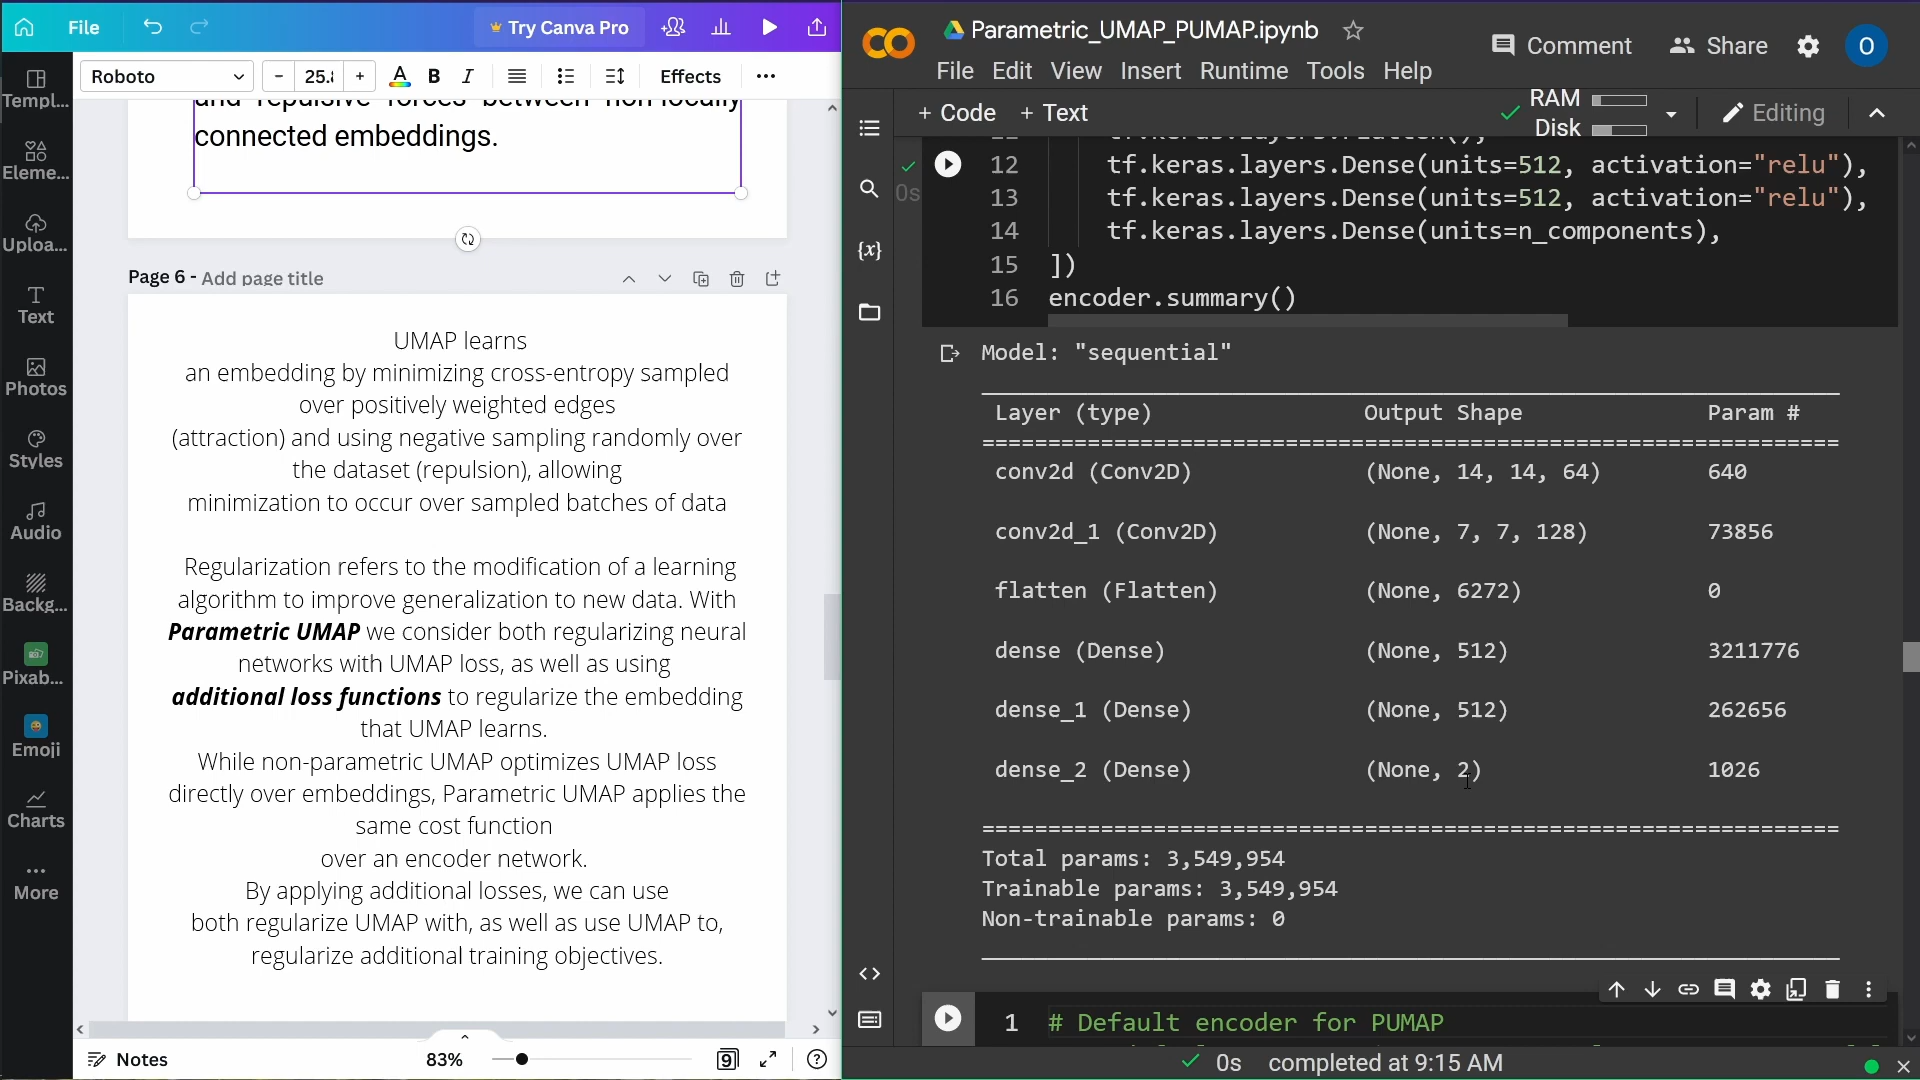 File
Try Canva Pro
Roboto
- 25.
+
A B I
Effects
connected embeddings.
Templ...
Eleme...
Uploa...
Text
Photos
Styles
Audio
Backg...
Pixab...
Emoji
Charts
More
Page 6 - Add page title
UMAP learns
an embedding by minimizing cross-entropy sampled
over positively weighted edges
(attraction) and using negative sampling randomly over
the dataset (repulsion), allowing
minimization to occur over sampled batches of data
Regularization refers to the modification of a learning
algorithm to improve generalization to new data. With
Parametric UMAP we consider both regularizing neural
networks with UMAP loss, as well as using
additional loss functions to regularize the embedding
that UMAP learns.
While non-parametric UMAP optimizes UMAP loss
directly over embeddings, Parametric UMAP applies the
same cost function
over an encoder network.
By applying additional losses, we can use
both regularize UMAP with, as well as use UMAP to,
regularize additional training objectives.
Notes
83%
9
?
Parametric_UMAP_PUMAP.ipynb
Comment
Share
O
File Edit View Insert Runtime Tools Help
+ Code + Text
RAM
Disk
Editing
{x}
0s
12 tf.keras.layers.Dense(units=512, activation="relu"),
13 tf.keras.layers.Dense(units=512, activation="relu"),
14 tf.keras.layers.Dense(units=n_components),
15 ])
16 encoder.summary()
Model: "sequential"
Layer (type) Output Shape Param #
=================================================================
conv2d (Conv2D) (None, 14, 14, 64) 640
conv2d_1 (Conv2D) (None, 7, 7, 128) 73856
flatten (Flatten) (None, 6272) 0
dense (Dense) (None, 512) 3211776
dense_1 (Dense) (None, 512) 262656
dense_2 (Dense) (None, 2) 1026
=================================================================
Total params: 3,549,954
Trainable params: 3,549,954
Non-trainable params: 0
1 # Default encoder for PUMAP
0s completed at 9:15 AM